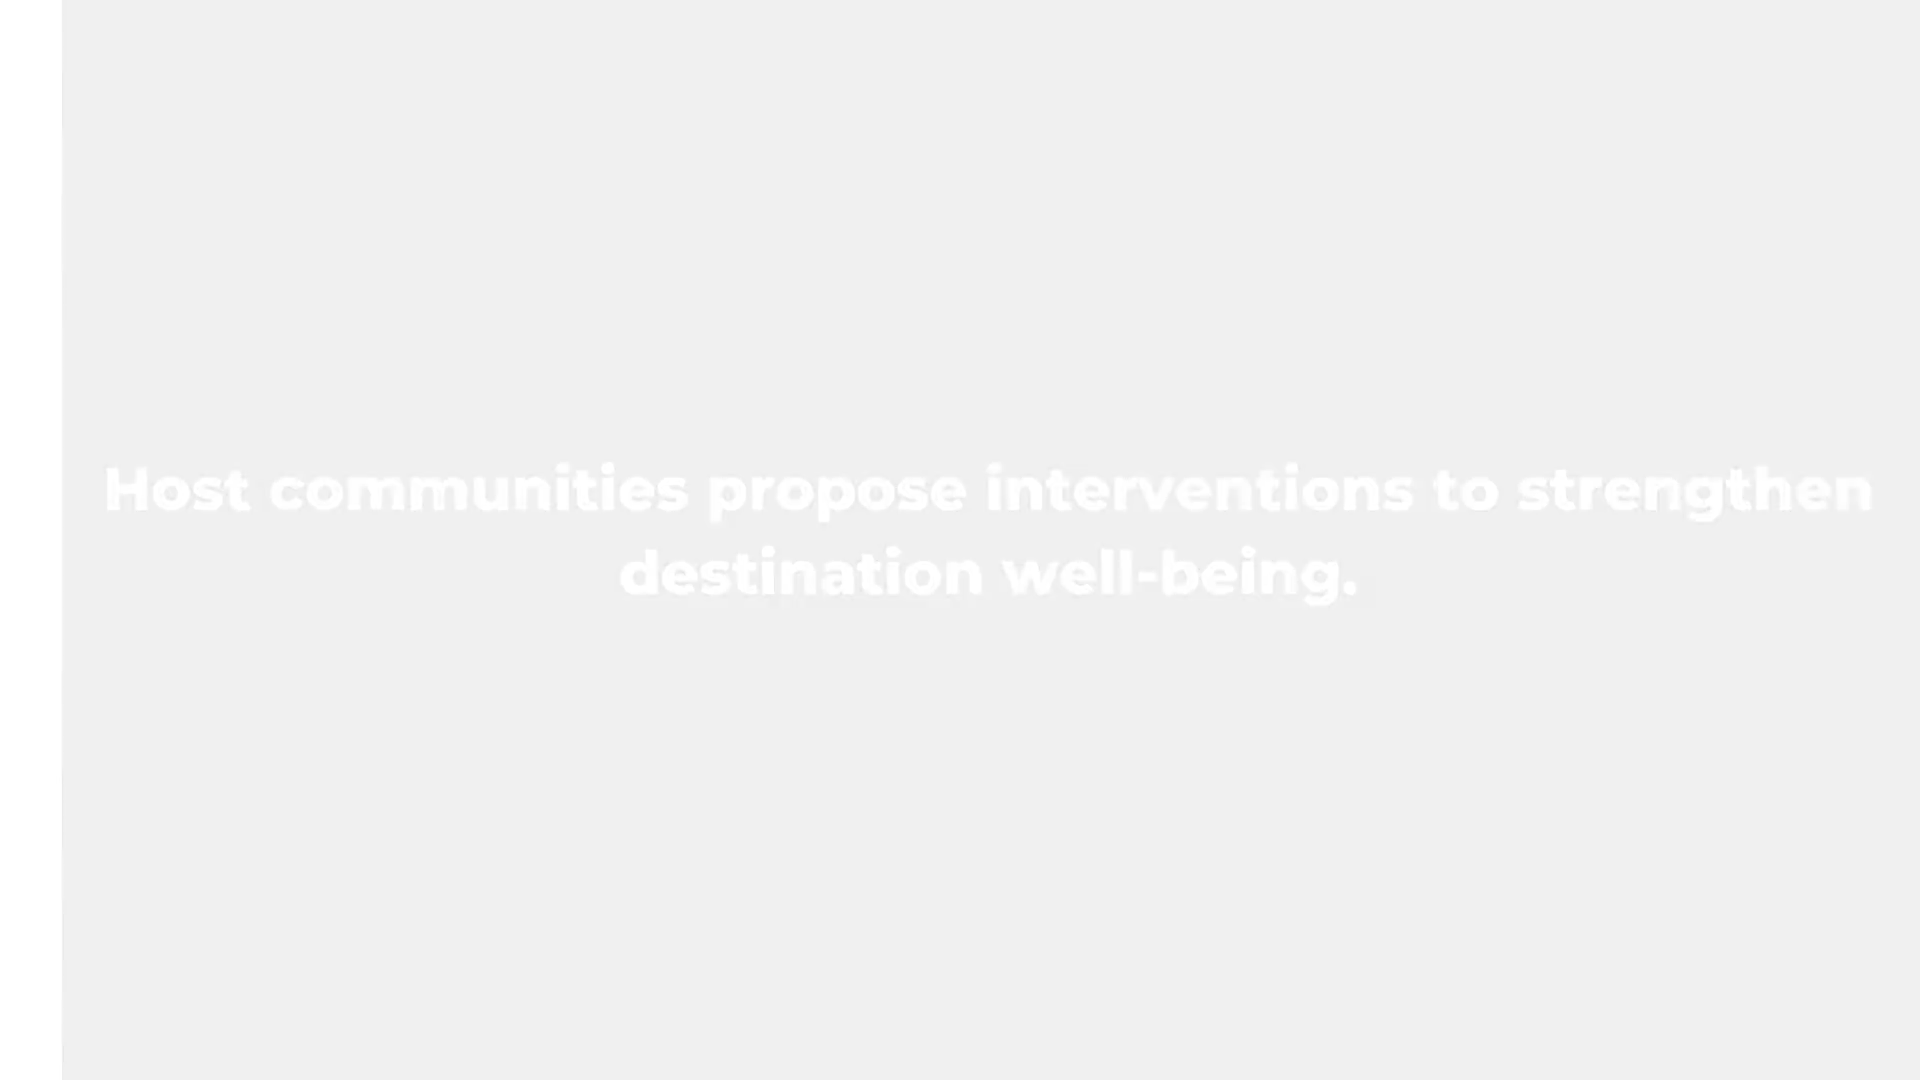 Host communities propose interventions to strengthen
destination well-being.